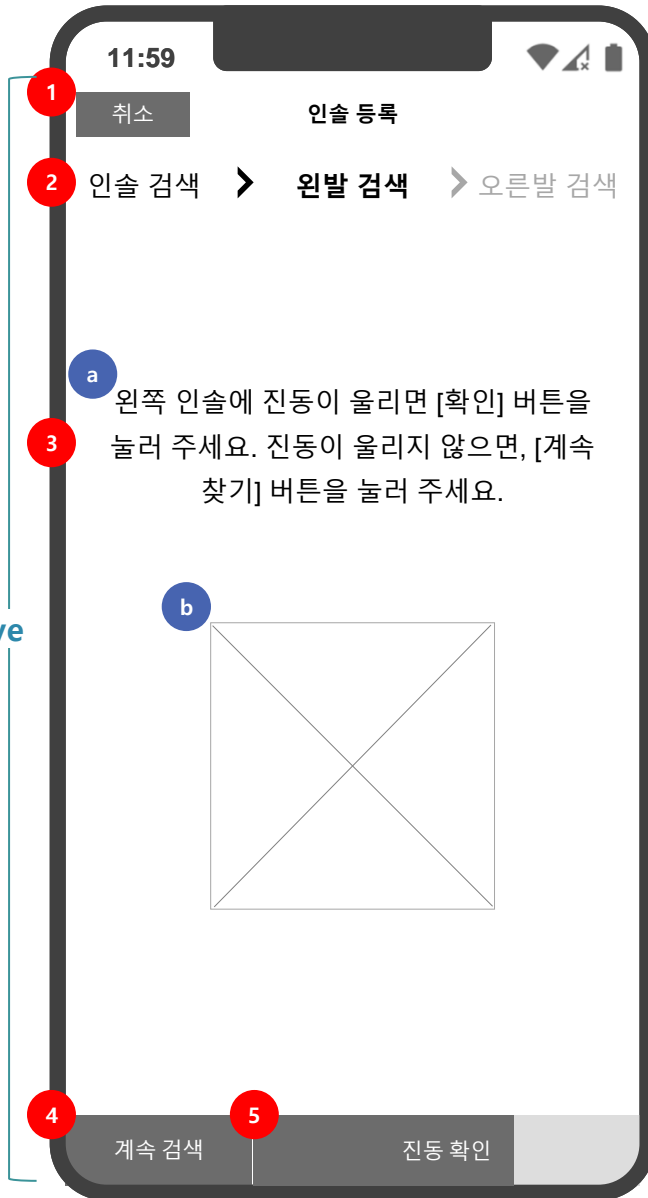 11:59
1
취소
인솔 등록
2
인솔 검색
왼발 검색
오른발 검색
a
왼쪽 인솔에 진동이 울리면 [확인] 버튼을
3
눌러 주세요. 진동이 울리지 않으면, [계속
찾기] 버튼을 눌러 주세요.
b
4
계속 검색
5
진동 확인